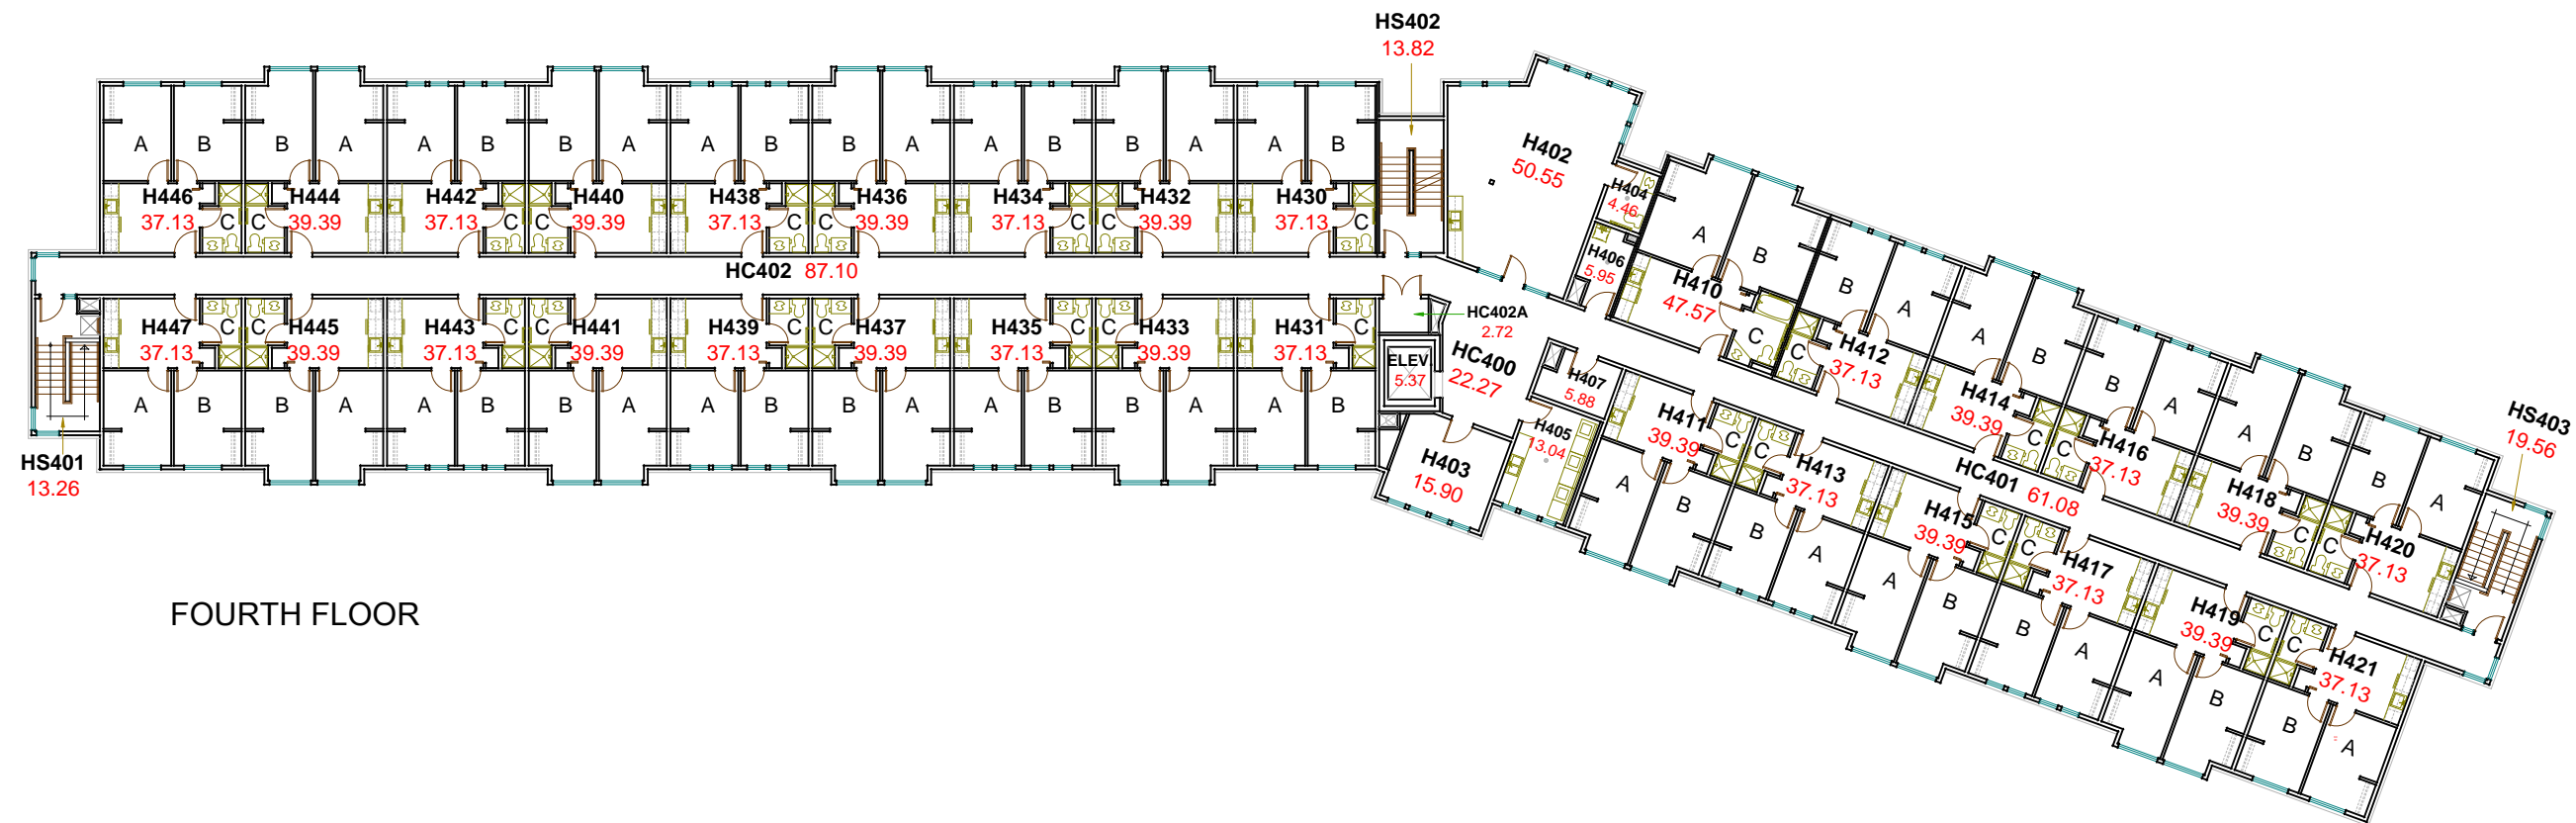 HS402
13.82
A B B A A B B A A B B A A B B A A B
H446 H444 H442 H440 H438 H436 H434 H432 H430
37.13 39.39 37.13 39.39 37.13 39.39 37.13 39.39 37.13
C C C C C C C C C
HC402 87.10
H447 H445 H443 H441 H439 H437 H435 H433 H431
37.13 39.39 37.13 39.39 37.13 39.39 37.13 39.39 37.13
C C C C C C C C C
A B B A A B B A A B B A A B B A A B
HS401
13.26
H402
50.55
H404
4.46
H406
5.95
HC402A
2.72
ELEV.
5.37
HC400
22.27
H407
5.88
H405
13.04
H403
15.90
A B
H410
47.57
C
B A
H412
37.13
C
A B
H414
39.39
C
B A
H416
37.13
C
A B
H418
39.39
C
B A
H420
37.13
C
HS403
19.56
HC401 61.08
H411
39.39
C
A B
H413
37.13
C
B A
H415
39.39
C
A B
H417
37.13
C
B A
H419
39.39
C
A B
H421
37.13
C
B A
FOURTH FLOOR